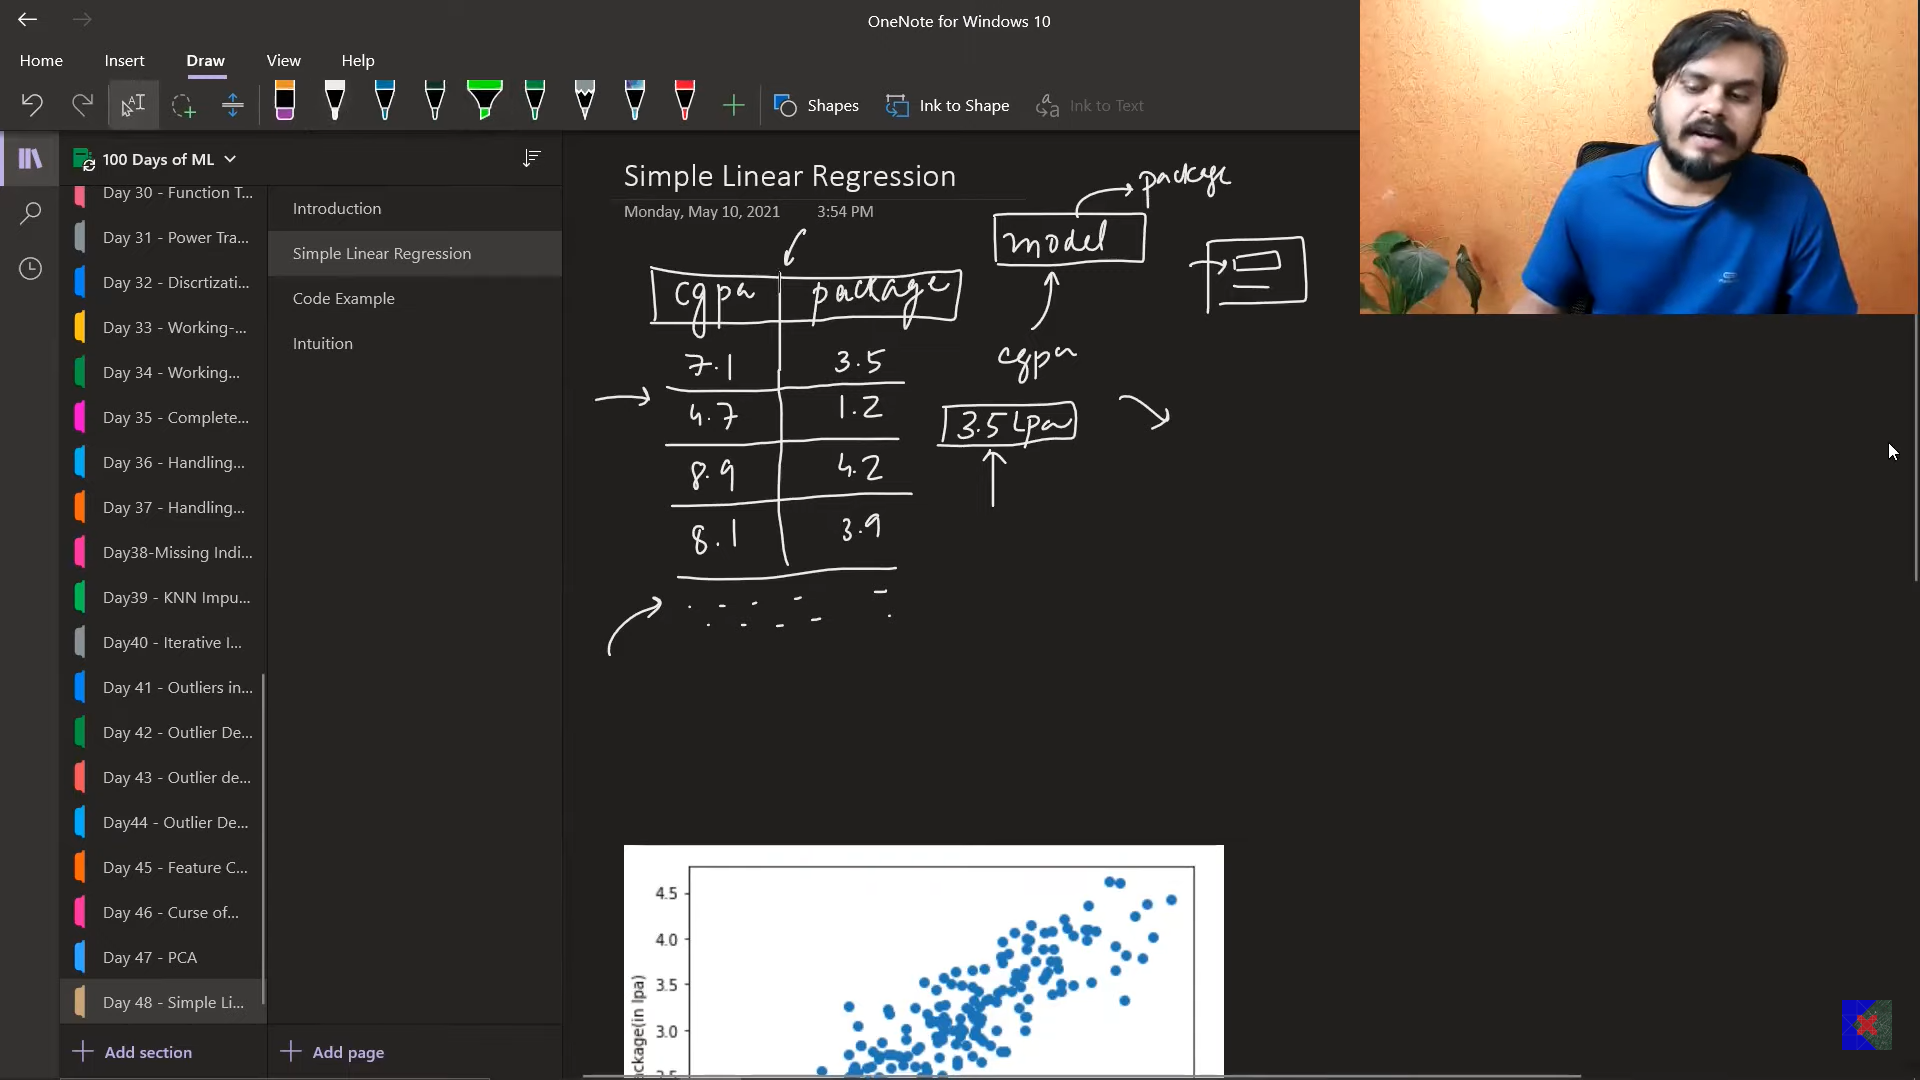 OneNote for Windows 10
Home Insert Draw View Help
Shapes Ink to Shape Ink to Text
100 Days of ML
Day 30 - Function T...
Day 31 - Power Tra...
Day 32 - Discrtizati...
Day 33 - Working-...
Day 34 - Working...
Day 35 - Complete...
Day 36 - Handling...
Day 37 - Handling...
Day38-Missing Indi...
Day39 - KNN Impu...
Day40 - Iterative I...
Day 41 - Outliers in...
Day 42 - Outlier De...
Day 43 - Outlier de...
Day44 - Outlier De...
Day 45 - Feature C...
Day 46 - Curse of...
Day 47 - PCA
Day 48 - Simple Li...
Add section
Introduction
Simple Linear Regression
Code Example
Intuition
Add page
Simple Linear Regression
Monday, May 10, 2021 3:54 PM
package
model
cgpa
cgpa package
7.1 3.5
4.7 1.2
8.9 4.2
8.1 3.9
3.5 Lpa
4.5
4.0
3.5
3.0
ackage(in lpa)